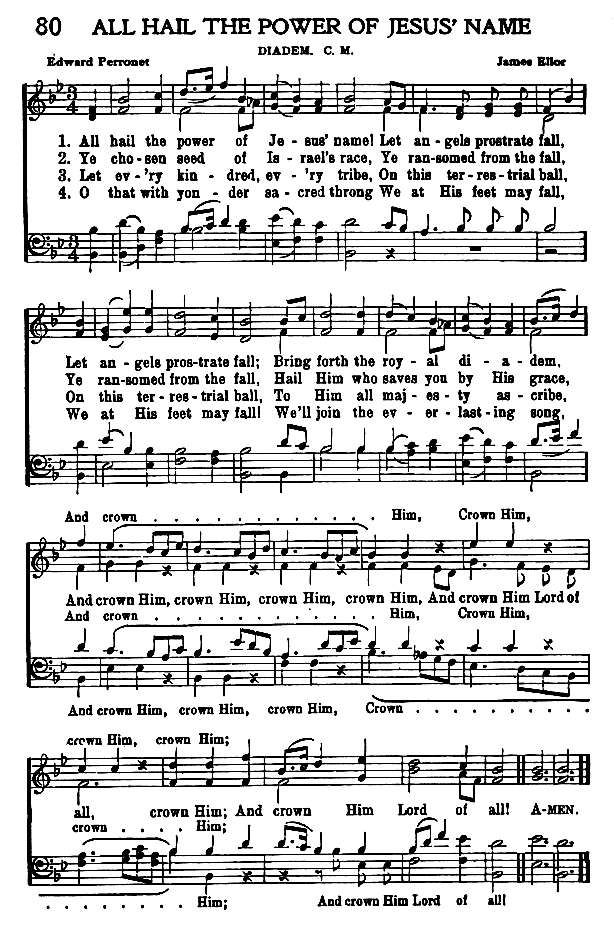 80 ALL HAIL THE POWER OF JESUS' NAME
DIADEM. C. M.
Edward Perronet James Ellor
3 4
1. All hail the power of Je - sus' name! Let an - gels prostrate fall,
2. Ye cho - sen seed of Is - rael's race, Ye ran - somed from the fall,
3. Let ev - 'ry kin - dred, ev - 'ry tribe, On this ter - res - trial ball,
4. O that with yon - der sa - cred throng We at His feet may fall,
3 4
Let an - gels pros - trate fall; Bring forth the roy - al di - a - dem,
Ye ran - somed from the fall, Hail Him who saves you by His grace,
On this ter - res - trial ball, To Him all maj - es - ty as - cribe,
We at His feet may fall! We'll join the ev - er - last - ing song,
And crown . . . . . . . . . . . . . Him, Crown Him,
And crown Him, crown Him, crown Him, crown Him, And crown Him Lord of
And crown . . . . . . . . . . . . . Him, Crown Him,
And crown Him, crown Him, crown Him, Crown . . . . . . . . . .
crown Him, crown Him;
all, crown Him; And crown Him Lord of all! A-MEN.
crown . . . . Him;
. . . . . . . . Him; And crown Him Lord of all!